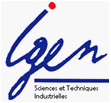 igen
Sciences et Techniques
Industrielles